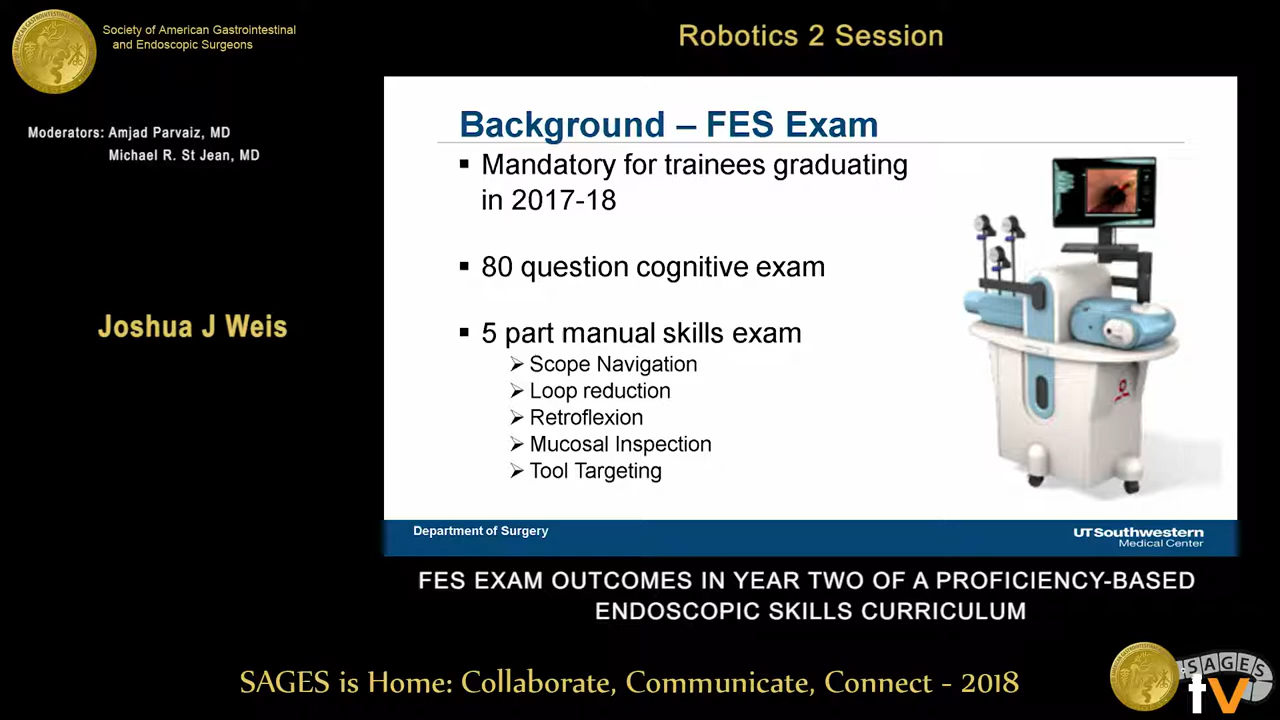 Society of American Gastrointestinal
and Endoscopic Surgeons
Robotics 2 Session
Moderators: Amjad Parvaiz, MD
Michael R. St Jean, MD
Joshua J Weis
Background – FES Exam
▪ Mandatory for trainees graduating
in 2017-18
▪ 80 question cognitive exam
▪ 5 part manual skills exam
➢ Scope Navigation
➢ Loop reduction
➢ Retroflexion
➢ Mucosal Inspection
➢ Tool Targeting
Department of Surgery
UTSouthwestern
Medical Center
FES EXAM OUTCOMES IN YEAR TWO OF A PROFICIENCY-BASED
ENDOSCOPIC SKILLS CURRICULUM
SAGES is Home: Collaborate, Communicate, Connect - 2018
SAGES
tv